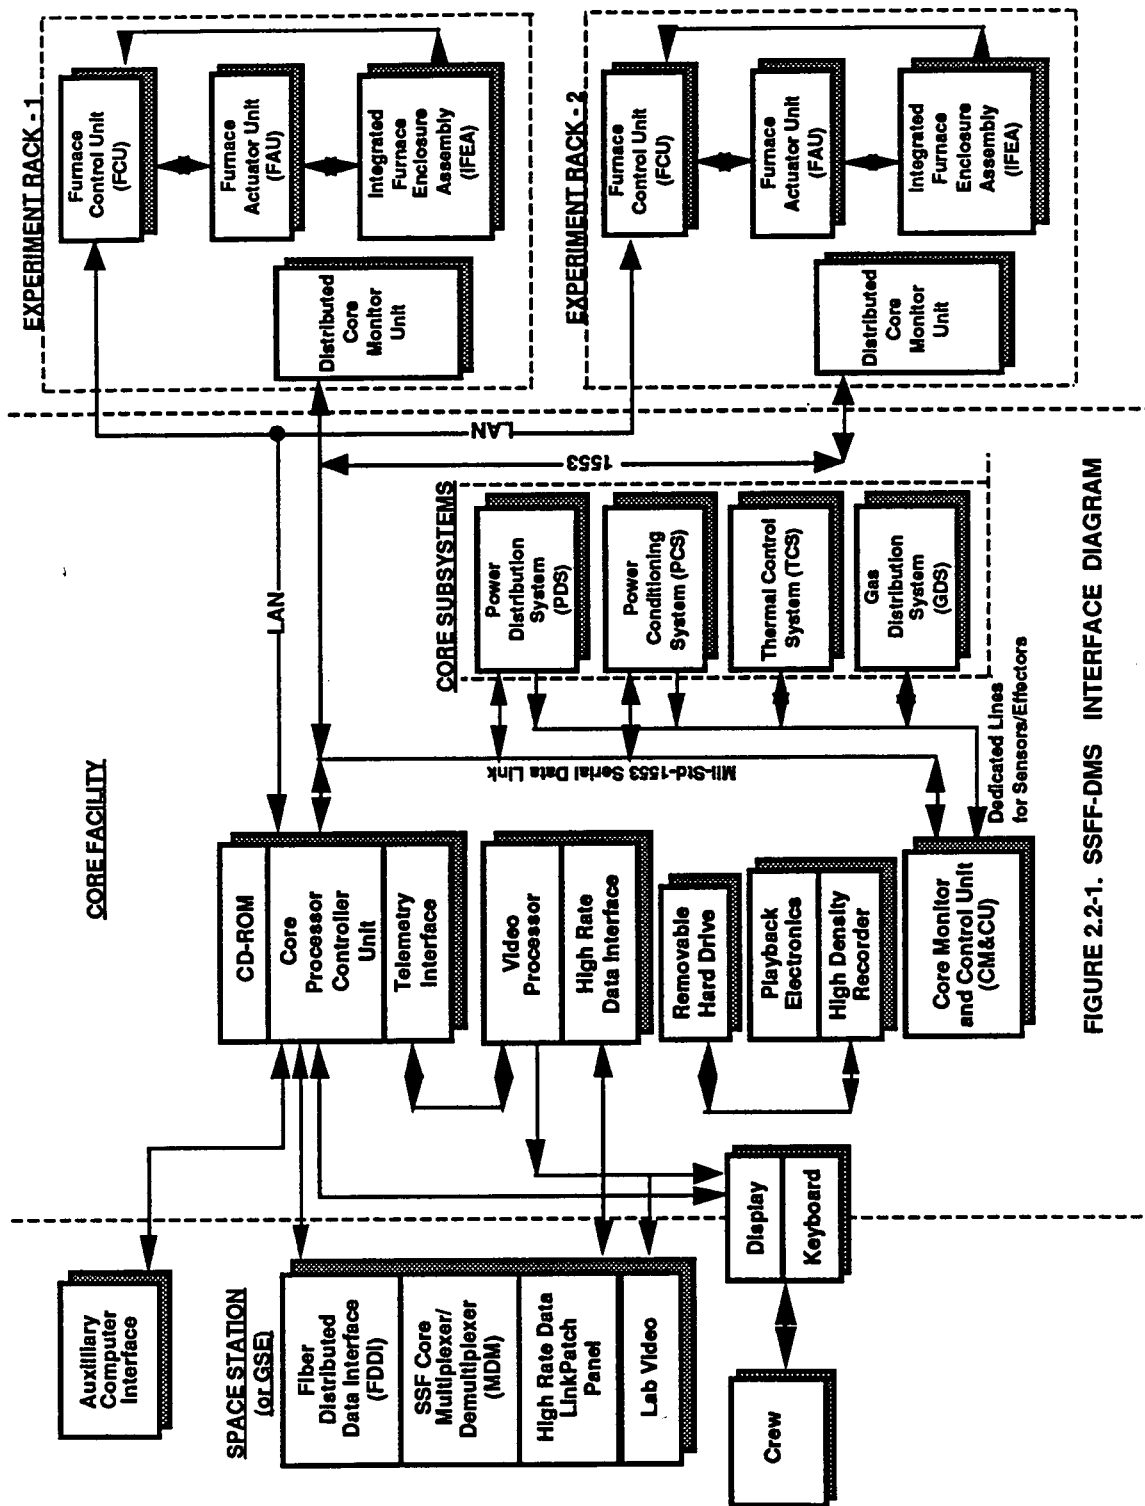 CORE FACILITY
EXPERIMENT RACK - 1
Furnace
Control Unit
(FCU)
Furnace
Actuator Unit
(FAU)
Integrated
Furnace
Enclosure
Assembly
(IFEA)
Distributed
Core
Monitor
Unit
EXPERIMENT RACK - 2
Furnace
Control Unit
(FCU)
Furnace
Actuator Unit
(FAU)
Integrated
Furnace
Enclosure
Assembly
(IFEA)
Distributed
Core
Monitor
Unit
LAN
LAN
1553
CORE SUBSYSTEMS
Power
Distribution
System
(PDS)
Power
Conditioning
System (PCS)
Thermal Control
System (TCS)
Gas
Distribution
System
(GDS)
Mil-Std-1553 Serial Data Link
Dedicated Lines
for Sensors/Effectors
CD-ROM
Core
Processor
Controller
Unit
Telemetry
Interface
Video
Processor
High Rate
Data Interface
Removable
Hard Drive
Playback
Electronics
High Density
Recorder
Core Monitor
and Control Unit
(CM&CU)
Auxitiliary
Computer
Interface
SPACE STATION
(or GSE)
Fiber
Distributed
Data Interface
(FDDI)
SSF Core
Multiplexer/
Demultiplexer
(MDM)
High Rate Data
LinkPatch
Panel
Lab Video
Display
Keyboard
Crew
FIGURE 2.2-1. SSFF-DMS INTERFACE DIAGRAM